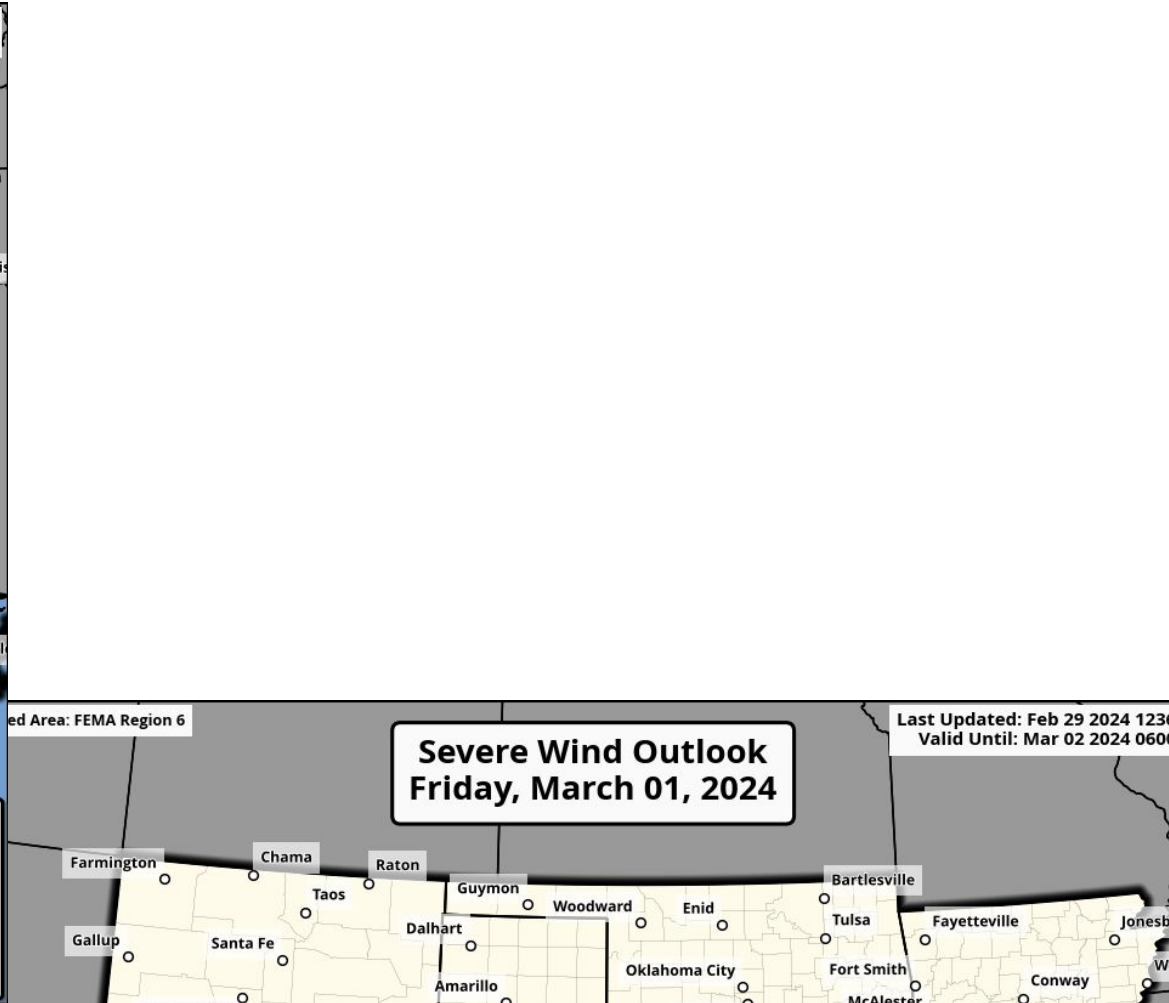 ed Area: FEMA Region 6
Last Updated: Feb 29 2024 123
Valid Until: Mar 02 2024 060
Severe Wind Outlook
Friday, March 01, 2024
Farmington
Chama
Raton
Taos
Guymon
Woodward
Enid
Bartlesville
Tulsa
Fayetteville
Jonesb
Dalhart
Gallup
Santa Fe
Oklahoma City
Fort Smith
Conway
Amarillo
McAlester